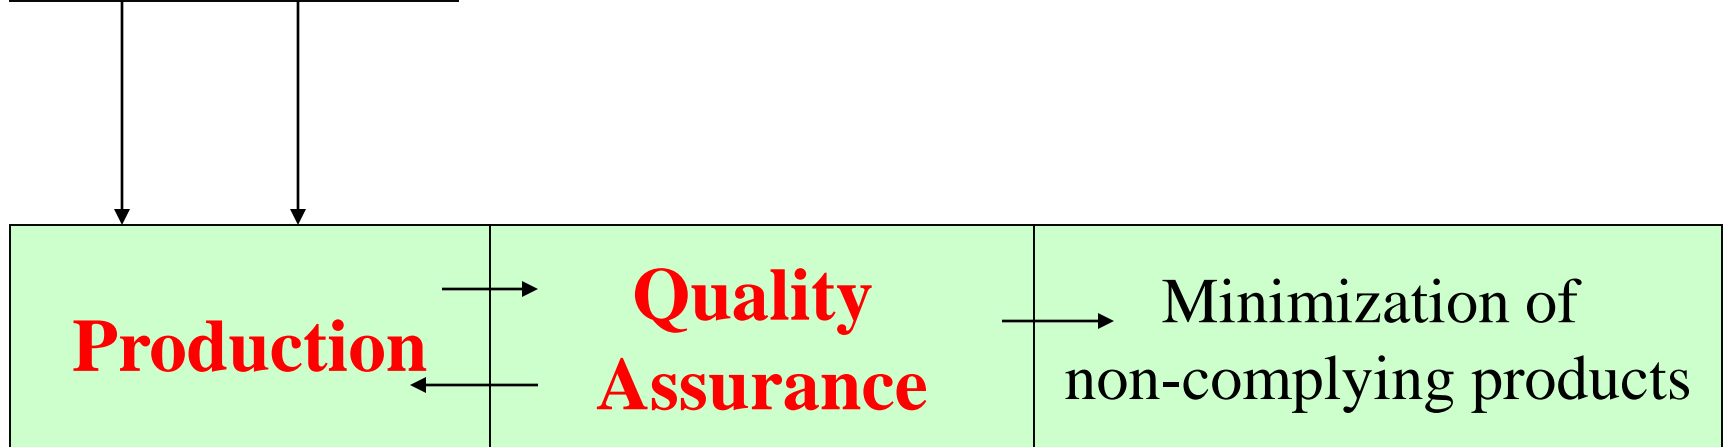 Production
Quality
Assurance
Minimization of
non-complying products